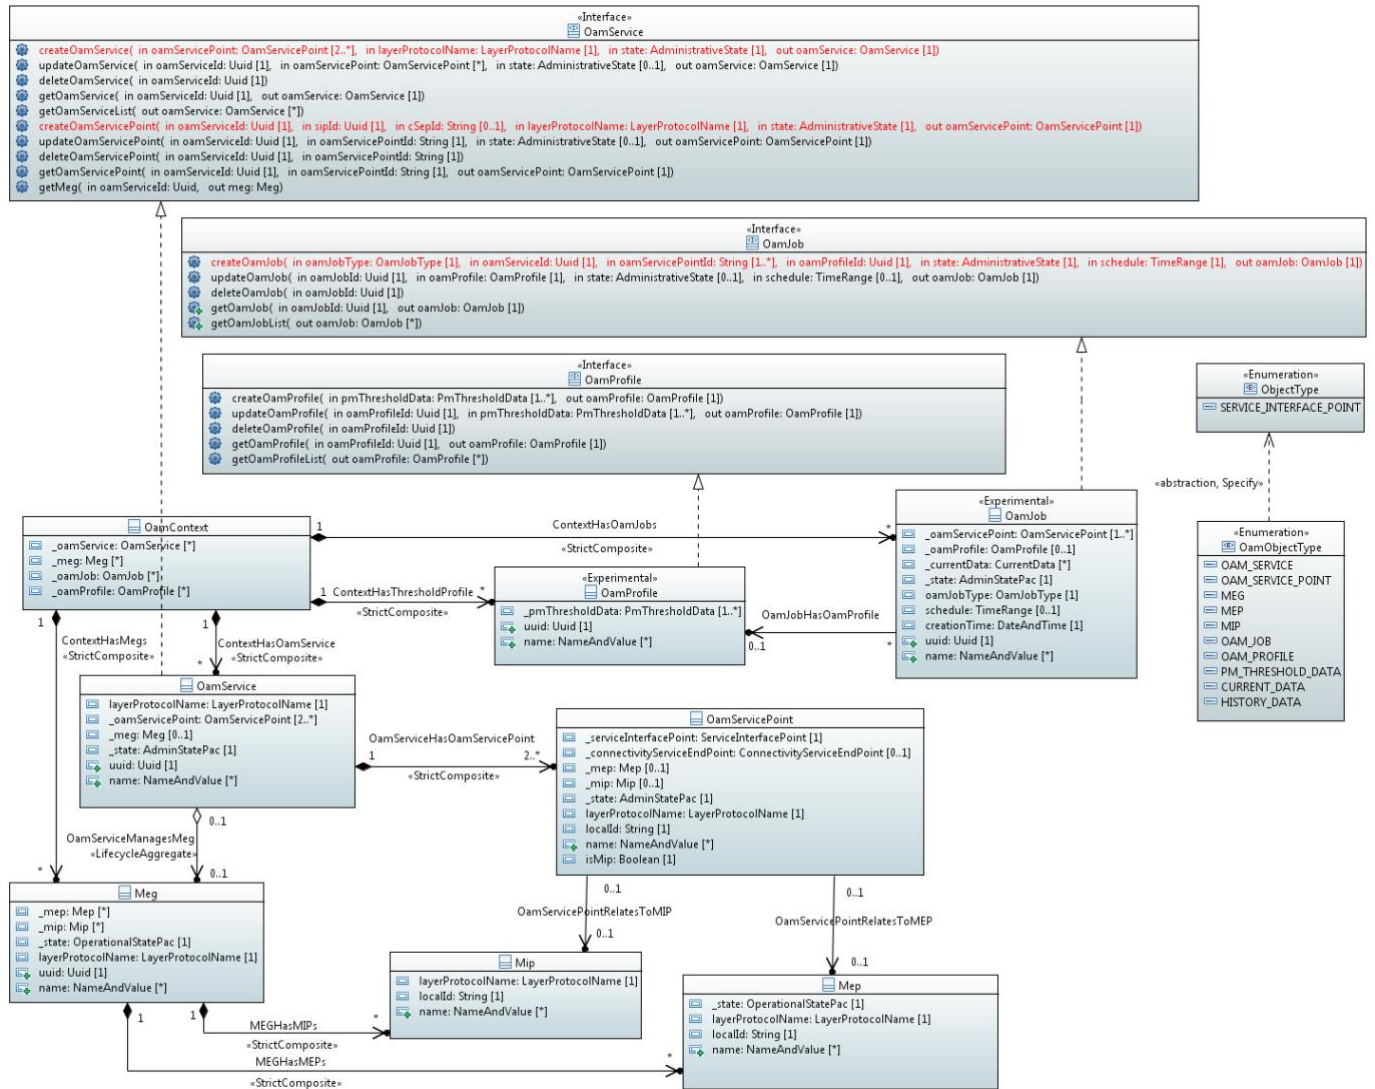 «Interface»
OamService
createOamService( in oamServicePoint: OamServicePoint [2..*], in layerProtocolName: LayerProtocolName [1], in state: AdministrativeState [1], out oamService: OamService [1])
updateOamService( in oamServiceId: Uuid [1], in oamServicePoint: OamServicePoint [*], in state: AdministrativeState [0..1], out oamService: OamService [1])
deleteOamService( in oamServiceId: Uuid [1])
getOamService( in oamServiceId: Uuid [1], out oamService: OamService [1])
getOamServiceList( out oamService: OamService [*])
createOamServicePoint( in oamServiceId: Uuid [1], in sipId: Uuid [1], in cSepId: String [0..1], in layerProtocolName: LayerProtocolName [1], in state: AdministrativeState [1], out oamServicePoint: OamServicePoint [1])
updateOamServicePoint( in oamServiceId: Uuid [1], in oamServicePointId: String [1], in state: AdministrativeState [0..1], out oamServicePoint: OamServicePoint [1])
deleteOamServicePoint( in oamServiceId: Uuid [1], in oamServicePointId: String [1])
getOamServicePoint( in oamServiceId: Uuid [1], in oamServicePointId: String [1], out oamServicePoint: OamServicePoint [1])
getMeg( in oamServiceId: Uuid, out meg: Meg)
«Interface»
OamJob
createOamJob( in oamJobType: OamJobType [1], in oamServiceId: Uuid [1], in oamServicePointId: String [1..*], in oamProfileId: Uuid [1], in state: AdministrativeState [1], in schedule: TimeRange [1], out oamJob: OamJob [1])
updateOamJob( in oamJobId: Uuid [1], in oamProfile: OamProfile [1], in state: AdministrativeState [0..1], in schedule: TimeRange [0..1], out oamJob: OamJob [1])
deleteOamJob( in oamJobId: Uuid [1])
getOamJob( in oamJobId: Uuid [1], out oamJob: OamJob [1])
getOamJobList( out oamJob: OamJob [*])
«Interface»
OamProfile
createOamProfile( in pmThresholdData: PmThresholdData [1..*], out oamProfile: OamProfile [1])
updateOamProfile( in oamProfileId: Uuid [1], in pmThresholdData: PmThresholdData [1..*], out oamProfile: OamProfile [1])
deleteOamProfile( in oamProfileId: Uuid [1])
getOamProfile( in oamProfileId: Uuid [1], out oamProfile: OamProfile [1])
getOamProfileList( out oamProfile: OamProfile [*])
«Enumeration»
ObjectType
SERVICE_INTERFACE_POINT
«abstraction, Specify»
«Enumeration»
OamObjectType
OAM_SERVICE
OAM_SERVICE_POINT
MEG
MEP
MIP
OAM_JOB
OAM_PROFILE
PM_THRESHOLD_DATA
CURRENT_DATA
HISTORY_DATA
OamContext
_oamService: OamService [*]
_meg: Meg [*]
_oamJob: OamJob [*]
_oamProfile: OamProfile [*]
1
ContextHasOamJobs
*
«StrictComposite»
1
ContextHasThresholdProfile
*
«StrictComposite»
«Experimental»
OamJob
_oamServicePoint: OamServicePoint [1..*]
_oamProfile: OamProfile [0..1]
_currentData: CurrentData [*]
_state: AdminStatePac [1]
oamJobType: OamJobType [1]
schedule: TimeRange [0..1]
creationTime: DateAndTime [1]
uuid: Uuid [1]
name: NameAndValue [*]
«Experimental»
OamProfile
_pmThresholdData: PmThresholdData [1..*]
uuid: Uuid [1]
name: NameAndValue [*]
OamJobHasOamProfile
0..1
*
1
ContextHasMegs
«StrictComposite»
1
ContextHasOamService
«StrictComposite»
*
OamService
layerProtocolName: LayerProtocolName [1]
_oamServicePoint: OamServicePoint [2..*]
_meg: Meg [0..1]
_state: AdminStatePac [1]
uuid: Uuid [1]
name: NameAndValue [*]
OamServiceHasOamServicePoint
1
2..*
«StrictComposite»
OamServicePoint
_serviceInterfacePoint: ServiceInterfacePoint [1]
_connectivityServiceEndPoint: ConnectivityServiceEndPoint [0..1]
_mep: Mep [0..1]
_mip: Mip [0..1]
_state: AdminStatePac [1]
layerProtocolName: LayerProtocolName [1]
localId: String [1]
name: NameAndValue [*]
isMip: Boolean [1]
0..1
OamServiceManagesMeg
«LifecycleAggregate»
*
0..1
Meg
_mep: Mep [*]
_mip: Mip [*]
_state: OperationalStatePac [1]
layerProtocolName: LayerProtocolName [1]
uuid: Uuid [1]
name: NameAndValue [*]
0..1
OamServicePointRelatesToMIP
0..1
0..1
OamServicePointRelatesToMEP
0..1
Mip
layerProtocolName: LayerProtocolName [1]
localId: String [1]
name: NameAndValue [*]
Mep
_state: OperationalStatePac [1]
layerProtocolName: LayerProtocolName [1]
localId: String [1]
name: NameAndValue [*]
1
1
MEGHasMIPs
*
«StrictComposite»
MEGHasMEPs
*
«StrictComposite»